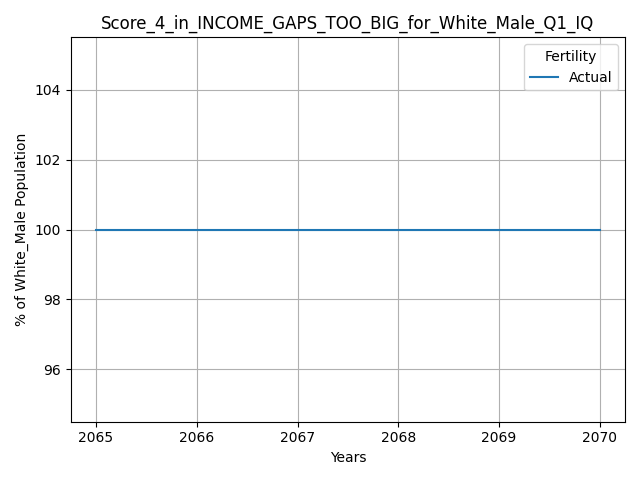 Score_4_in_INCOME_GAPS_TOO_BIG_for_White_Male_Q1_IQ
Fertility
Actual
104
102
100
98
96
% of White_Male Population
2065 2066 2067 2068 2069 2070
Years